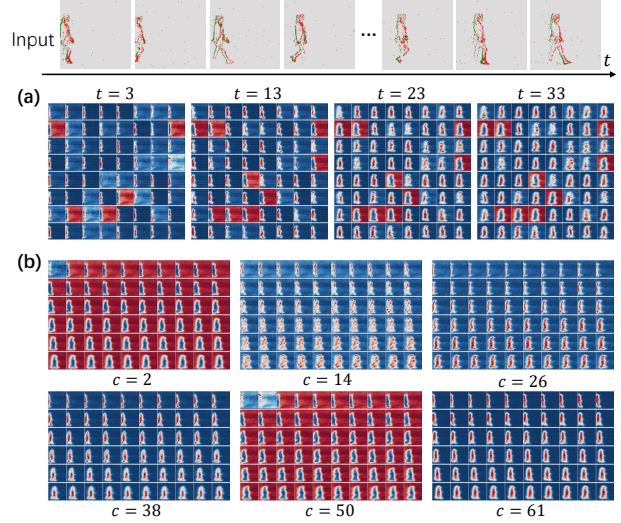 Input
...
t
(a)
t = 3 t = 13 t = 23 t = 33
(b)
c = 2 c = 14 c = 26
c = 38 c = 50 c = 61